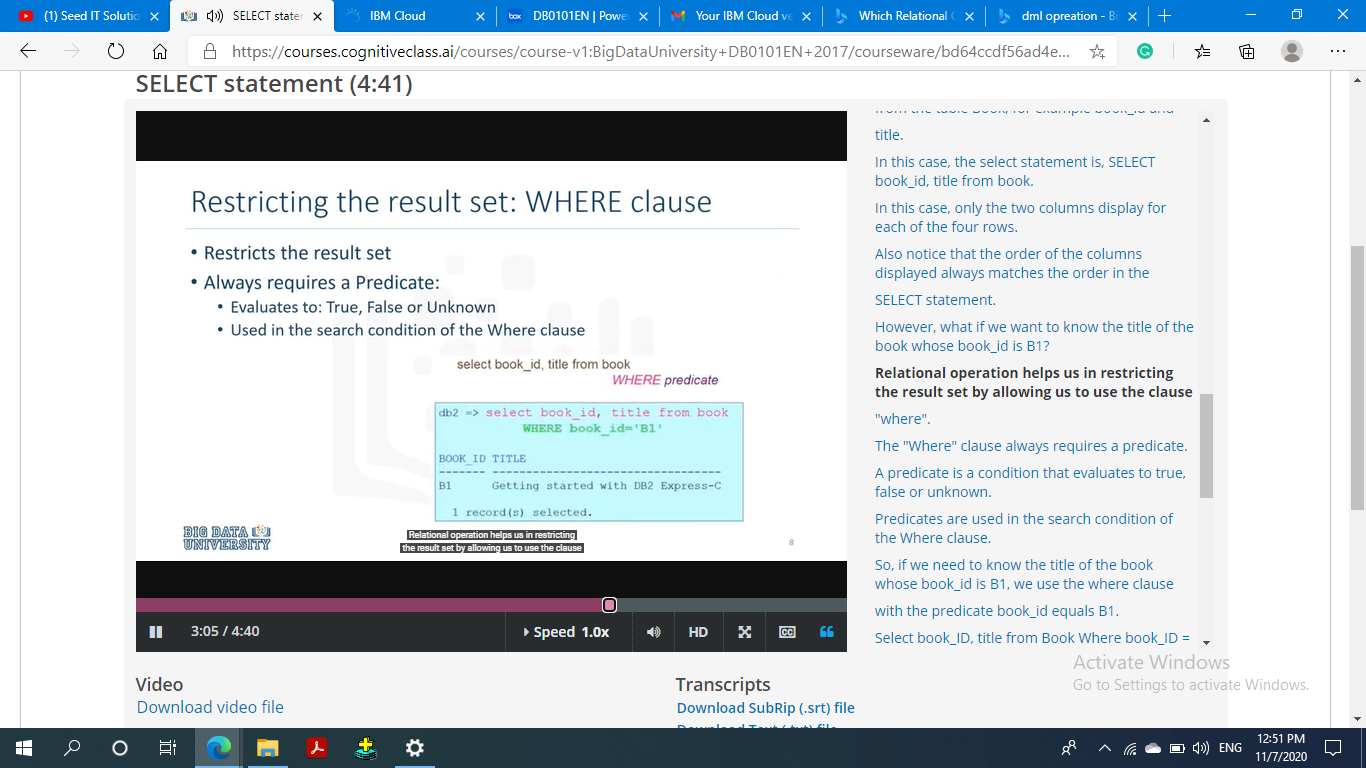 (1) Seed IT Solutio
SELECT stater
IBM Cloud
box
DB0101EN | Powe
Your IBM Cloud ve
Which Relational (
dml opreation - Bi
https://courses.cognitiveclass.ai/courses/course-v1:BigDataUniversity+DB0101EN+2017/courseware/bd64ccdf56ad4e...
SELECT statement (4:41)
Restricting the result set: WHERE clause
• Restricts the result set
• Always requires a Predicate:
• Evaluates to: True, False or Unknown
• Used in the search condition of the Where clause
select book_id, title from book
WHERE predicate
db2 => select book_id, title from book
WHERE book_id='B1'
BOOK_ID TITLE
------- -----------------------------------
B1 Getting started with DB2 Express-C
1 record(s) selected.
BIG DATA
UNIVERSITY
8
Relational operation helps us in restricting
the result set by allowing us to use the clause
3:05 / 4:40
Speed 1.0x
HD
CC
from the table Book, for example book_id and
title.
In this case, the select statement is, SELECT
book_id, title from book.
In this case, only the two columns display for
each of the four rows.
Also notice that the order of the columns
displayed always matches the order in the
SELECT statement.
However, what if we want to know the title of the
book whose book_id is B1?
Relational operation helps us in restricting
the result set by allowing us to use the clause
"where".
The "Where" clause always requires a predicate.
A predicate is a condition that evaluates to true,
false or unknown.
Predicates are used in the search condition of
the Where clause.
So, if we need to know the title of the book
whose book_id is B1, we use the where clause
with the predicate book_id equals B1.
Select book_ID, title from Book Where book_ID =
Activate Windows
Go to Settings to activate Windows.
Video
Download video file
Transcripts
Download SubRip (.srt) file
Download Text (.txt) file
ENG
12:51 PM
11/7/2020